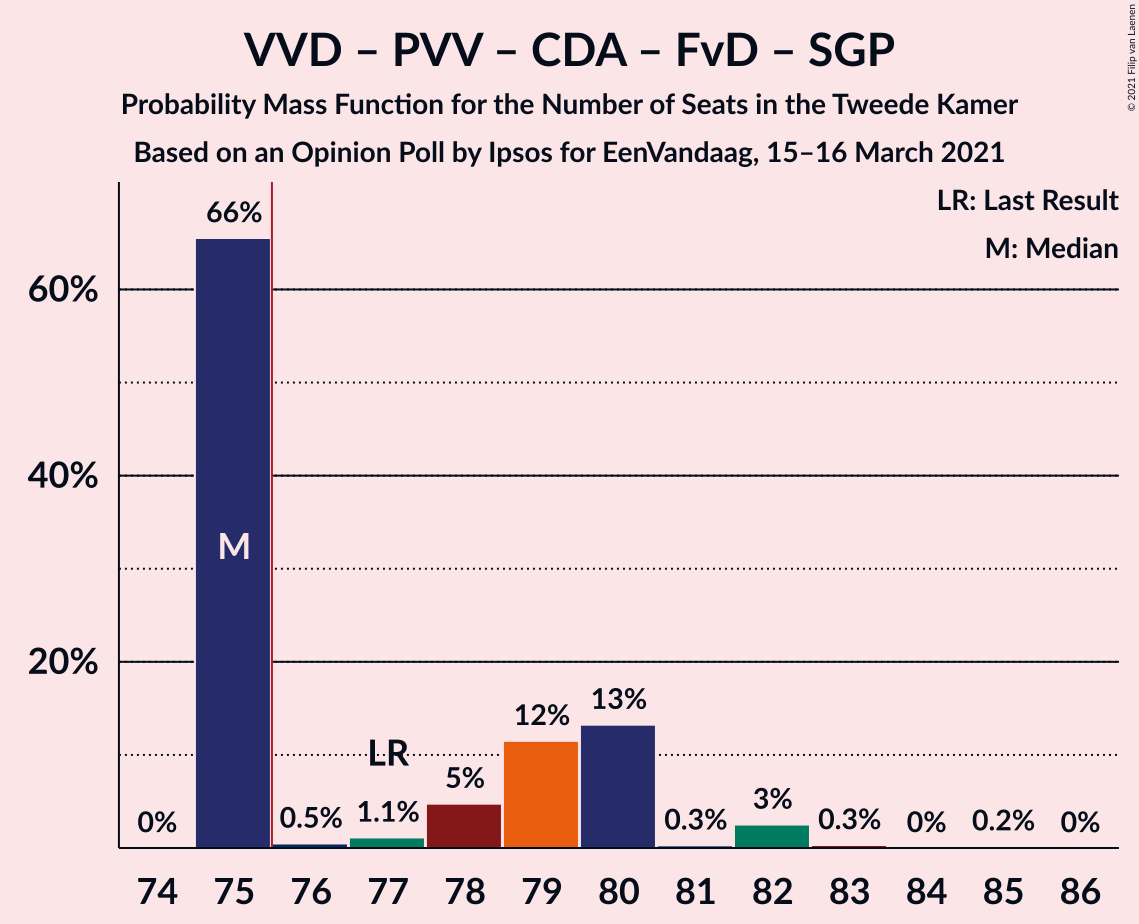 VVD – PVV – CDA – FvD – SGP
Probability Mass Function for the Number of Seats in the Tweede Kamer
Based on an Opinion Poll by Ipsos for EenVandaag, 15–16 March 2021
© 2021 Filip van Laenen
LR: Last Result
M: Median
66%
60%
M
40%
20%
13%
12%
LR
5%
3%
1.1%
0% 0.5% 0.3% 0.3% 0% 0.2% 0%
74 75 76 77 78 79 80 81 82 83 84 85 86